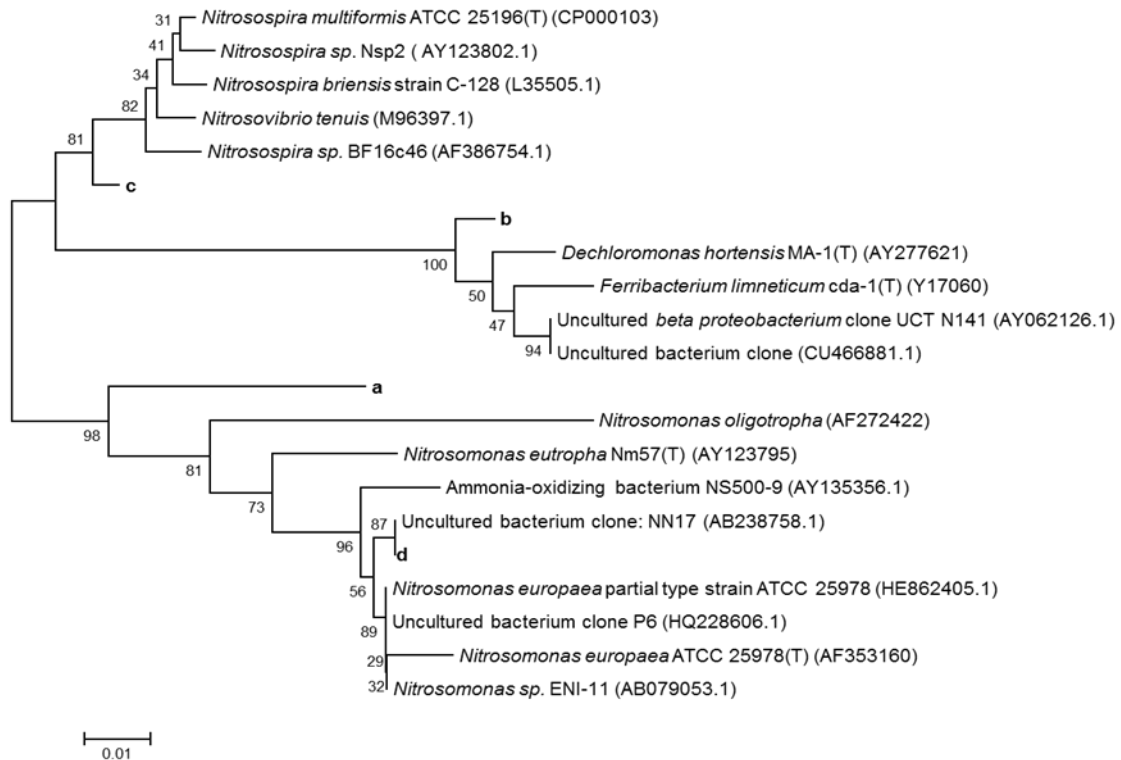 31
Nitrosospira multiformis ATCC 25196(T) (CP000103)
41
Nitrosospira sp. Nsp2 ( AY123802.1)
34
Nitrosospira briensis strain C-128 (L35505.1)
82
Nitrosovibrio tenuis (M96397.1)
81
Nitrosospira sp. BF16c46 (AF386754.1)
c
b
100
Dechloromonas hortensis MA-1(T) (AY277621)
50
Ferribacterium limneticum cda-1(T) (Y17060)
47
Uncultured beta proteobacterium clone UCT N141 (AY062126.1)
94
Uncultured bacterium clone (CU466881.1)
a
98
Nitrosomonas oligotropha (AF272422)
81
Nitrosomonas eutropha Nm57(T) (AY123795)
73
Ammonia-oxidizing bacterium NS500-9 (AY135356.1)
87
Uncultured bacterium clone: NN17 (AB238758.1)
96
d
56
Nitrosomonas europaea partial type strain ATCC 25978 (HE862405.1)
Uncultured bacterium clone P6 (HQ228606.1)
89
29
Nitrosomonas europaea ATCC 25978(T) (AF353160)
32
Nitrosomonas sp. ENI-11 (AB079053.1)
0.01